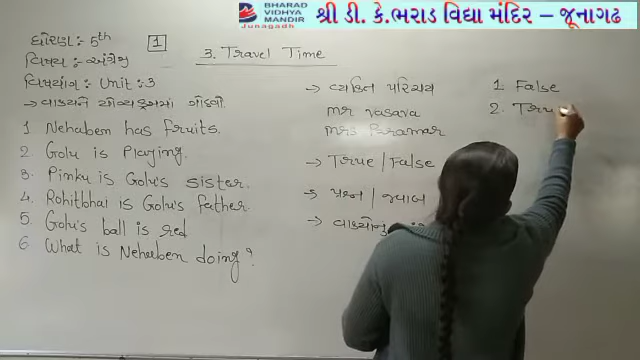 BHARAD
VIDHYA
MANDIR
Junagadh
શ્રી ડી. કે.ભરાડ વિદ્યા મંદિર – જૂનાગઢ
ધોરણ :- 5th
1
વિષય :- અંગ્રેજી
3. Travel Time
વિષયાંગ : Unit : 3
→ વાક્યને યોગ્ય ક્રમમાં ગોઠવો
1 Nehaben has fruits.
2. Golu is Playing.
3. Pinku is Golu's sister.
4. Rohitbhai is Golu's father.
5. Golu's ball is red
6 What is Nehaben doing?
→ વ્યક્તિ પરિચય
mr vasava
mrs Paramar
→ True / False
→ પ્રશ્ન / જવાબ
→ વાક્યોનું
1 False
2. Tru